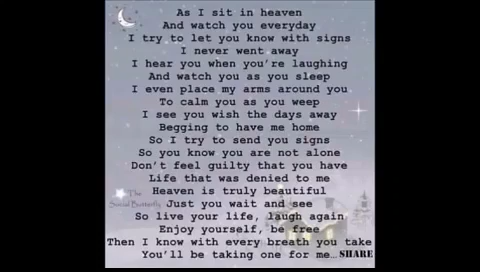 As I sit in heaven
And watch you everyday
I try to let you know with signs
I never went away
I hear you when you're laughing
And watch you as you sleep
I even place my arms around you
To calm you as you weep
I see you wish the days away
Begging to have me home
So I try to send you signs
So you know you are not alone
Don't feel guilty that you have
Life that was denied to me
Heaven is truly beautiful
Just you wait and see
So live your life, laugh again
Enjoy yourself, be free
Then I know with every breath you take
You'll be taking one for me… SHARE
The
Social Butterfly